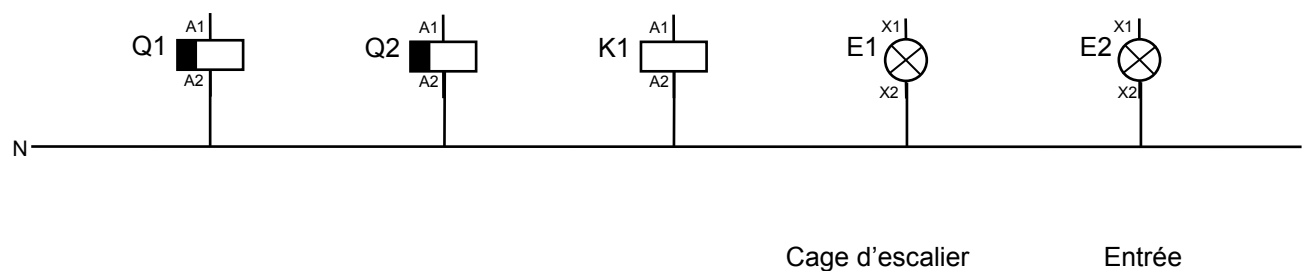 A1 A1 A1 X1 X1
Q1 Q2 K1 E1 E2
A2 A2 A2 X2 X2
N
Cage d'escalier Entrée